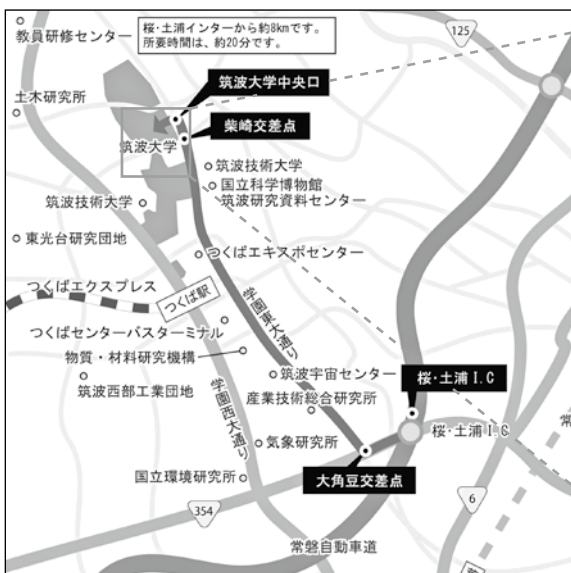 桜・土浦インターから約8kmです。
所要時間は、約20分です。
教員研修センター
125
筑波大学中央口
土木研究所
柴崎交差点
筑波大学
筑波技術大学
国立科学博物館
筑波研究資料センター
筑波技術大学
東光台研究団地
つくばエキスポセンター
つくばエクスプレス
つくば駅
学園東大通り
つくばセンターバスターミナル
物質・材料研究機構
筑波宇宙センター
桜・土浦 I.C
筑波西部工業団地
産業技術総合研究所
学園西大通り
桜・土浦 I.C
気象研究所
国立環境研究所
大角豆交差点
6
354
常磐自動車道